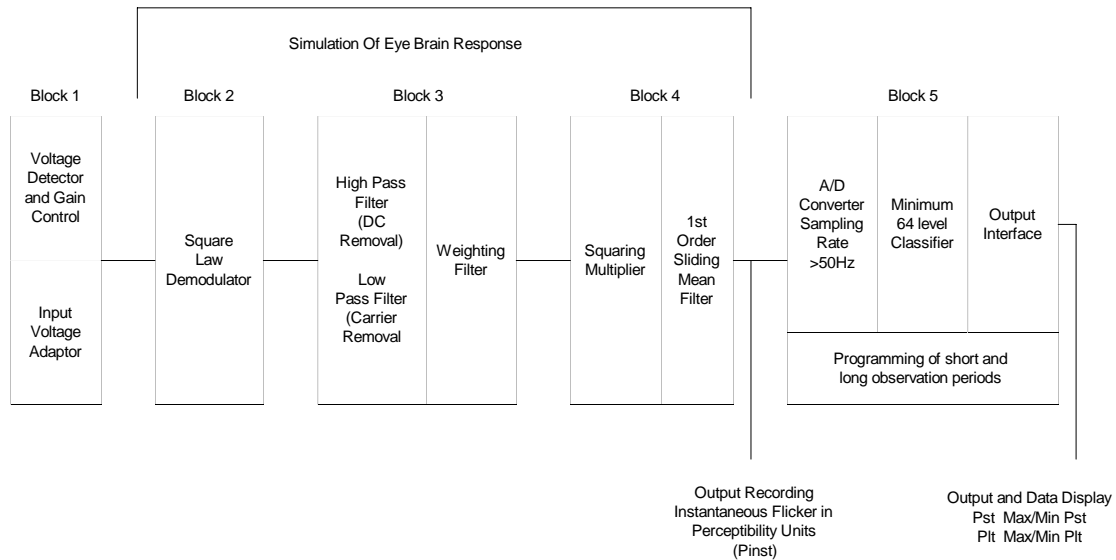 Simulation Of Eye Brain Response
Block 1
Block 2
Block 3
Block 4
Block 5
Voltage
Detector
and Gain
Control
Input
Voltage
Adaptor
Square
Law
Demodulator
High Pass
Filter
(DC
Removal)
Low
Pass Filter
(Carrier
Removal
Weighting
Filter
Squaring
Multiplier
1st
Order
Sliding
Mean
Filter
A/D
Converter
Sampling
Rate
>50Hz
Minimum
64 level
Classifier
Output
Interface
Programming of short and
long observation periods
Output Recording
Instantaneous Flicker in
Perceptibility Units
(Pinst)
Output and Data Display
Pst Max/Min Pst
Plt Max/Min Plt